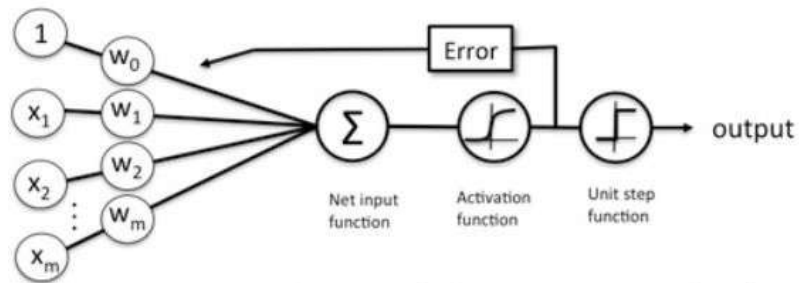 1
w0
Error
x1
w1
Σ
output
x2
w2
⋮
wm
xm
Net input
function
Activation
function
Unit step
function